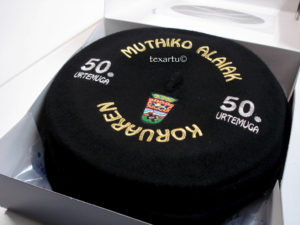 MUTHIKO ALAIAK
texartu©
50.
URTEMUGA
50.
URTEMUGA
KORUAREN